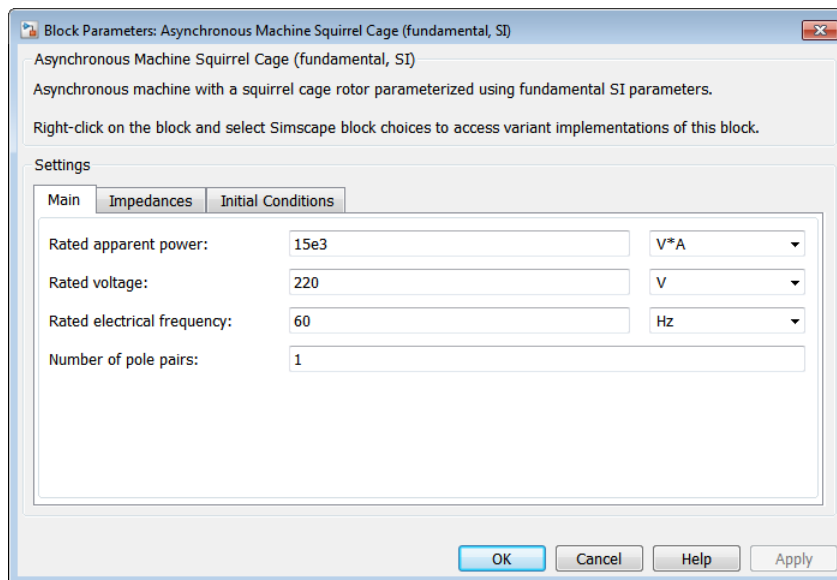 Block Parameters: Asynchronous Machine Squirrel Cage (fundamental, SI)
Asynchronous Machine Squirrel Cage (fundamental, SI)
Asynchronous machine with a squirrel cage rotor parameterized using fundamental SI parameters.
Right-click on the block and select Simscape block choices to access variant implementations of this block.
Settings
Main Impedances Initial Conditions
Rated apparent power: 15e3 V*A
Rated voltage: 220 V
Rated electrical frequency: 60 Hz
Number of pole pairs: 1
OK Cancel Help Apply